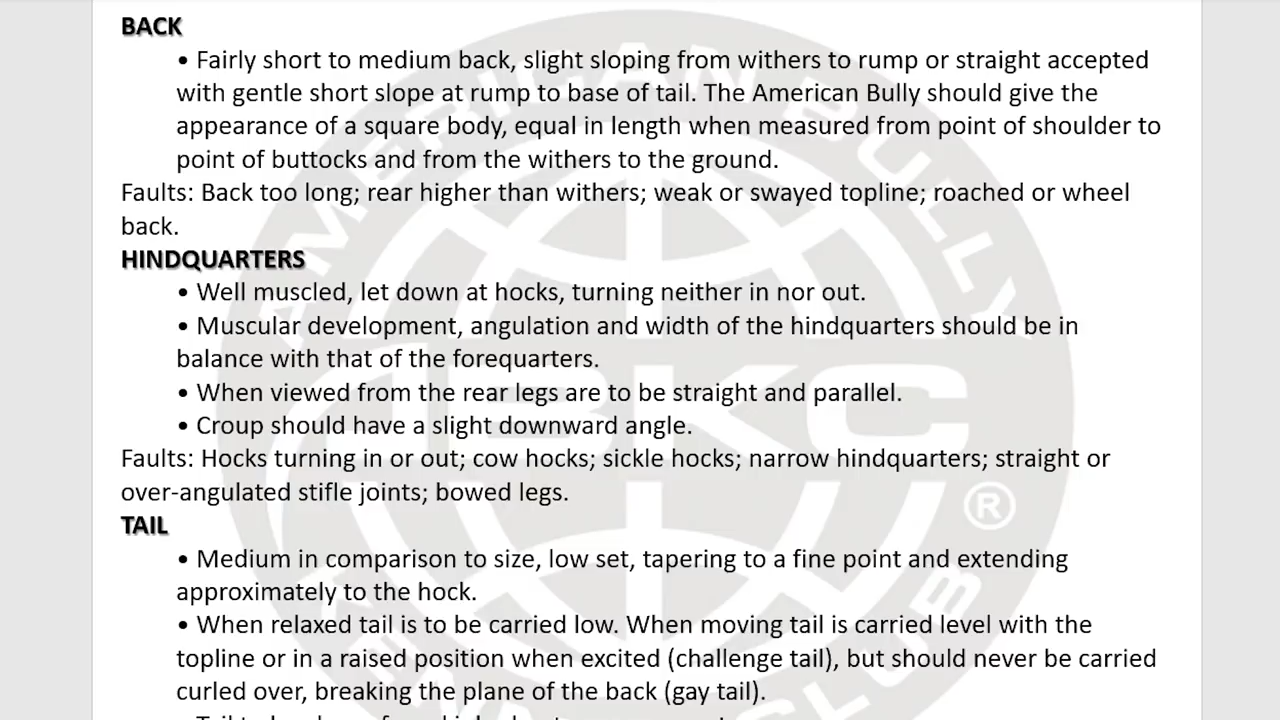 BACK
• Fairly short to medium back, slight sloping from withers to rump or straight accepted
with gentle short slope at rump to base of tail. The American Bully should give the
appearance of a square body, equal in length when measured from point of shoulder to
point of buttocks and from the withers to the ground.
Faults: Back too long; rear higher than withers; weak or swayed topline; roached or wheel
back.
HINDQUARTERS
• Well muscled, let down at hocks, turning neither in nor out.
• Muscular development, angulation and width of the hindquarters should be in
balance with that of the forequarters.
• When viewed from the rear legs are to be straight and parallel.
• Croup should have a slight downward angle.
Faults: Hocks turning in or out; cow hocks; sickle hocks; narrow hindquarters; straight or
over-angulated stifle joints; bowed legs.
TAIL
• Medium in comparison to size, low set, tapering to a fine point and extending
approximately to the hock.
• When relaxed tail is to be carried low. When moving tail is carried level with the
topline or in a raised position when excited (challenge tail), but should never be carried
curled over, breaking the plane of the back (gay tail).
AMERICAN BULLY
BKC
CLUB
®